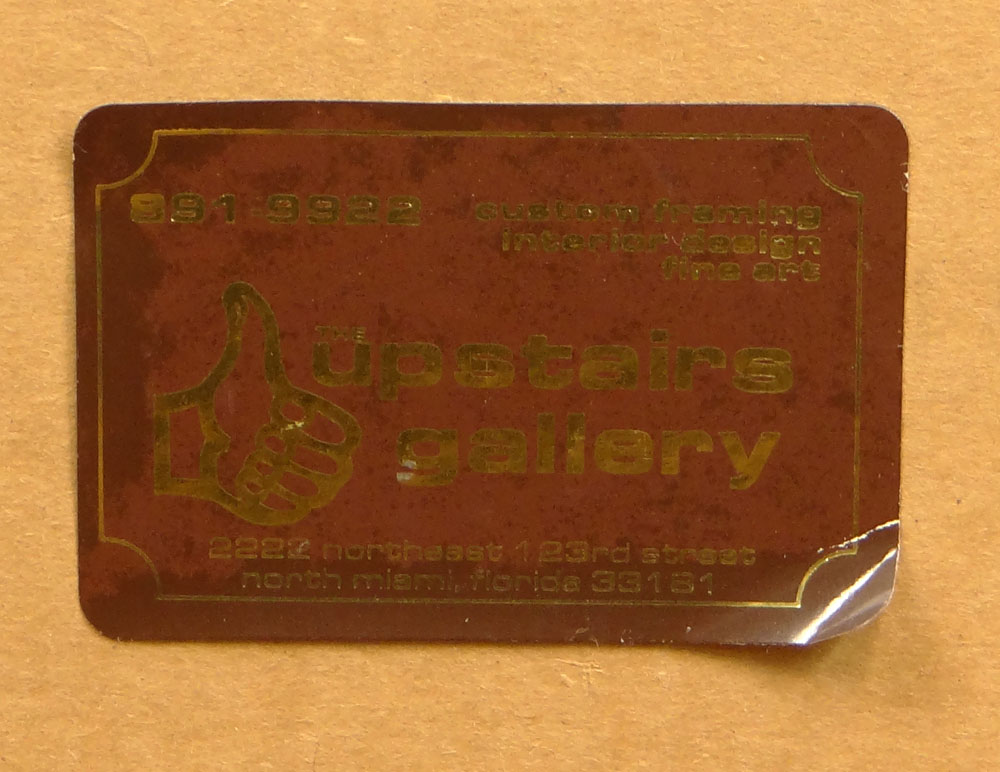 891-9922
custom framing
interior design
fine art
THE
upstairs
gallery
2222 northeast 123rd street
north miami, florida 33181